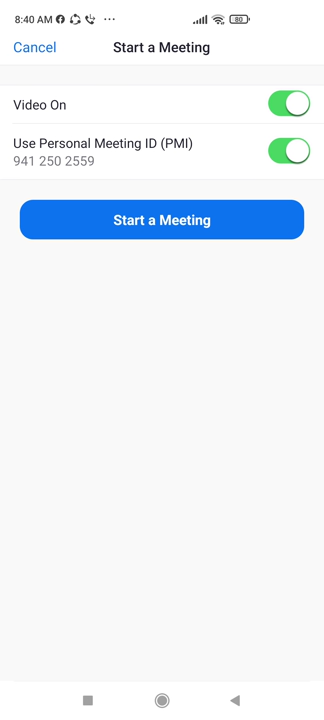 8:40 AM
80
Cancel
Start a Meeting
Video On
Use Personal Meeting ID (PMI)
941 250 2559
Start a Meeting